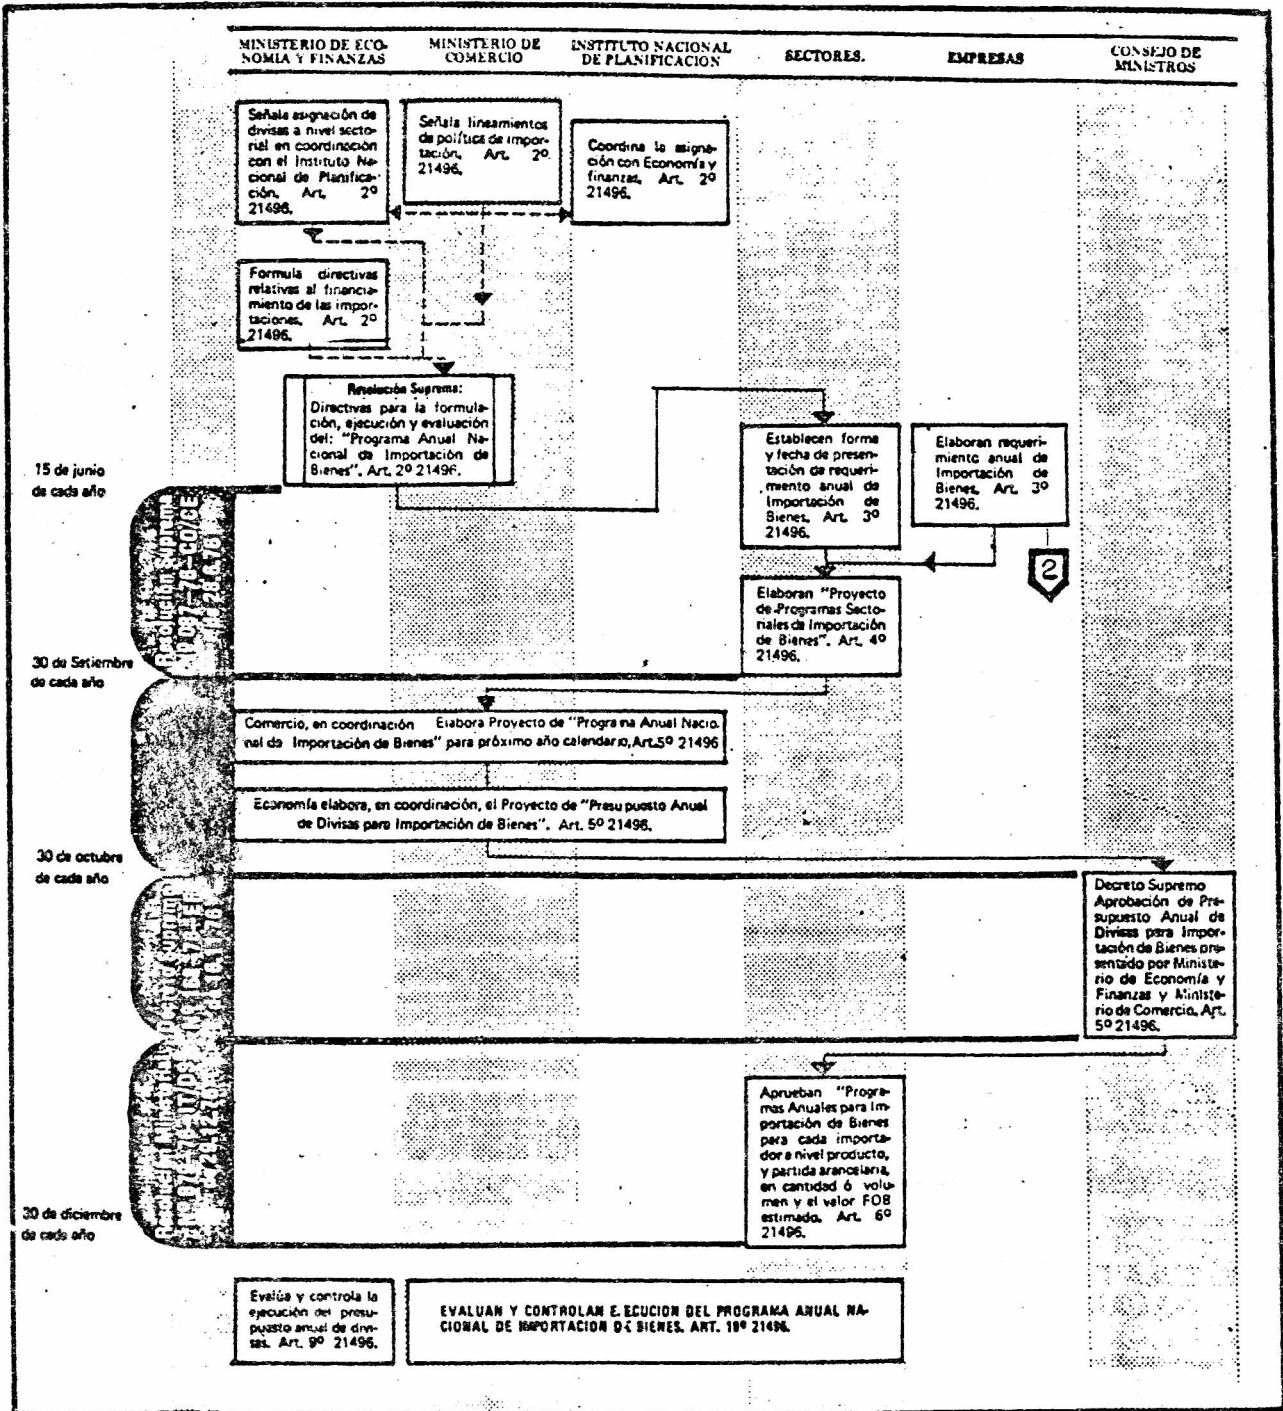 MINISTERIO DE ECO-
NOMIA Y FINANZAS
MINISTERIO DE
COMERCIO
INSTITUTO NACIONAL
DE PLANIFICACION
SECTORES.
EMPRESAS
CONSEJO DE
MINISTROS
Señala asignación de
divisas a nivel secto-
rial en coordinación
con el Instituto Na-
cional de Planifica-
ción. Art. 2º
21496.
Señala lineamientos
de política de impor-
tación. Art. 2º
21496.
Coordina la asigna-
ción con Economía y
finanzas. Art. 2º
21496.
Formula directivas
relativas al financia-
miento de las impor-
taciones. Art. 2º
21496.
Resolución Suprema:
Directivas para la formula-
ción, ejecución y evaluación
del: "Programa Anual Na-
cional de Importación de
Bienes". Art. 2º 21496.
Establecen forma
y fecha de presen-
tación de requeri-
miento anual de
Importación de
Bienes. Art. 3º
21496.
Elaboran requeri-
miento anual de
Importación de
Bienes. Art. 3º
21496.
2
15 de junio
de cada año
Resolución Suprema
Elaboran "Proyecto
de Programas Secto-
riales de Importación
de Bienes". Art. 4º
21496.
30 de Setiembre
de cada año
Comercio, en coordinación Elabora Proyecto de "Programa Anual Nacio.
nal de Importación de Bienes" para próximo año calendario, Art.5º 21496
Economía elabora, en coordinación, el Proyecto de "Presupuesto Anual
de Divisas para Importación de Bienes". Art. 5º 21496.
30 de octubre
de cada año
Decreto Supremo
Decreto Supremo
Aprobación de Pre-
supuesto Anual de
Divisas para Impor-
tación de Bienes pre-
sentado por Ministe-
rio de Economía y
Finanzas y Ministe-
rio de Comercio. Art.
5º 21496.
Aprueban "Progra-
mas Anuales para Im-
portación de Bienes
para cada importa-
dor a nivel producto,
y partida arancelaria,
en cantidad ó volu-
men y el valor FOB
estimado. Art. 6º
21496.
30 de diciembre
de cada año
Evalúa y controla la
ejecución del presu-
puesto anual de divi-
sas. Art. 9º 21496.
EVALUAN Y CONTROLAN E ECUCION DEL PROGRAMA ANUAL NA-
CIONAL DE IMPORTACION DE BIENES. ART. 10º 21496.